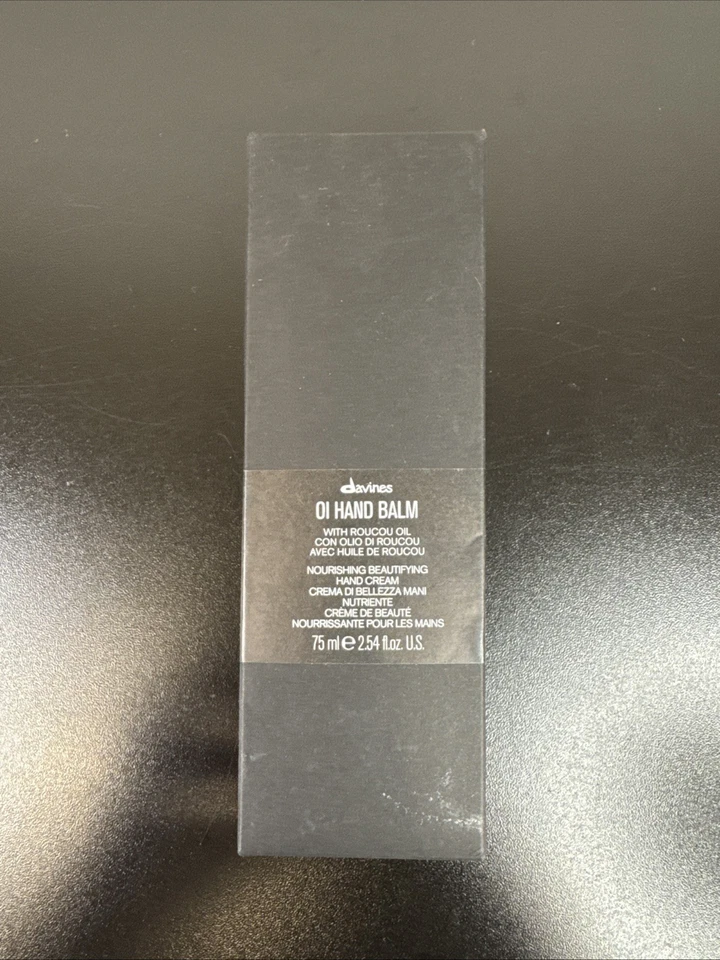 davines
OI HAND BALM
WITH ROUCOU OIL
CON OLIO DI ROUCOU
AVEC HUILE DE ROUCOU
NOURISHING BEAUTIFYING
HAND CREAM
CREMA DI BELLEZZA MANI
NUTRIENTE
CRÈME DE BEAUTÉ
NOURRISSANTE POUR LES MAINS
75 ml ℮ 2.54 fl.oz. U.S.